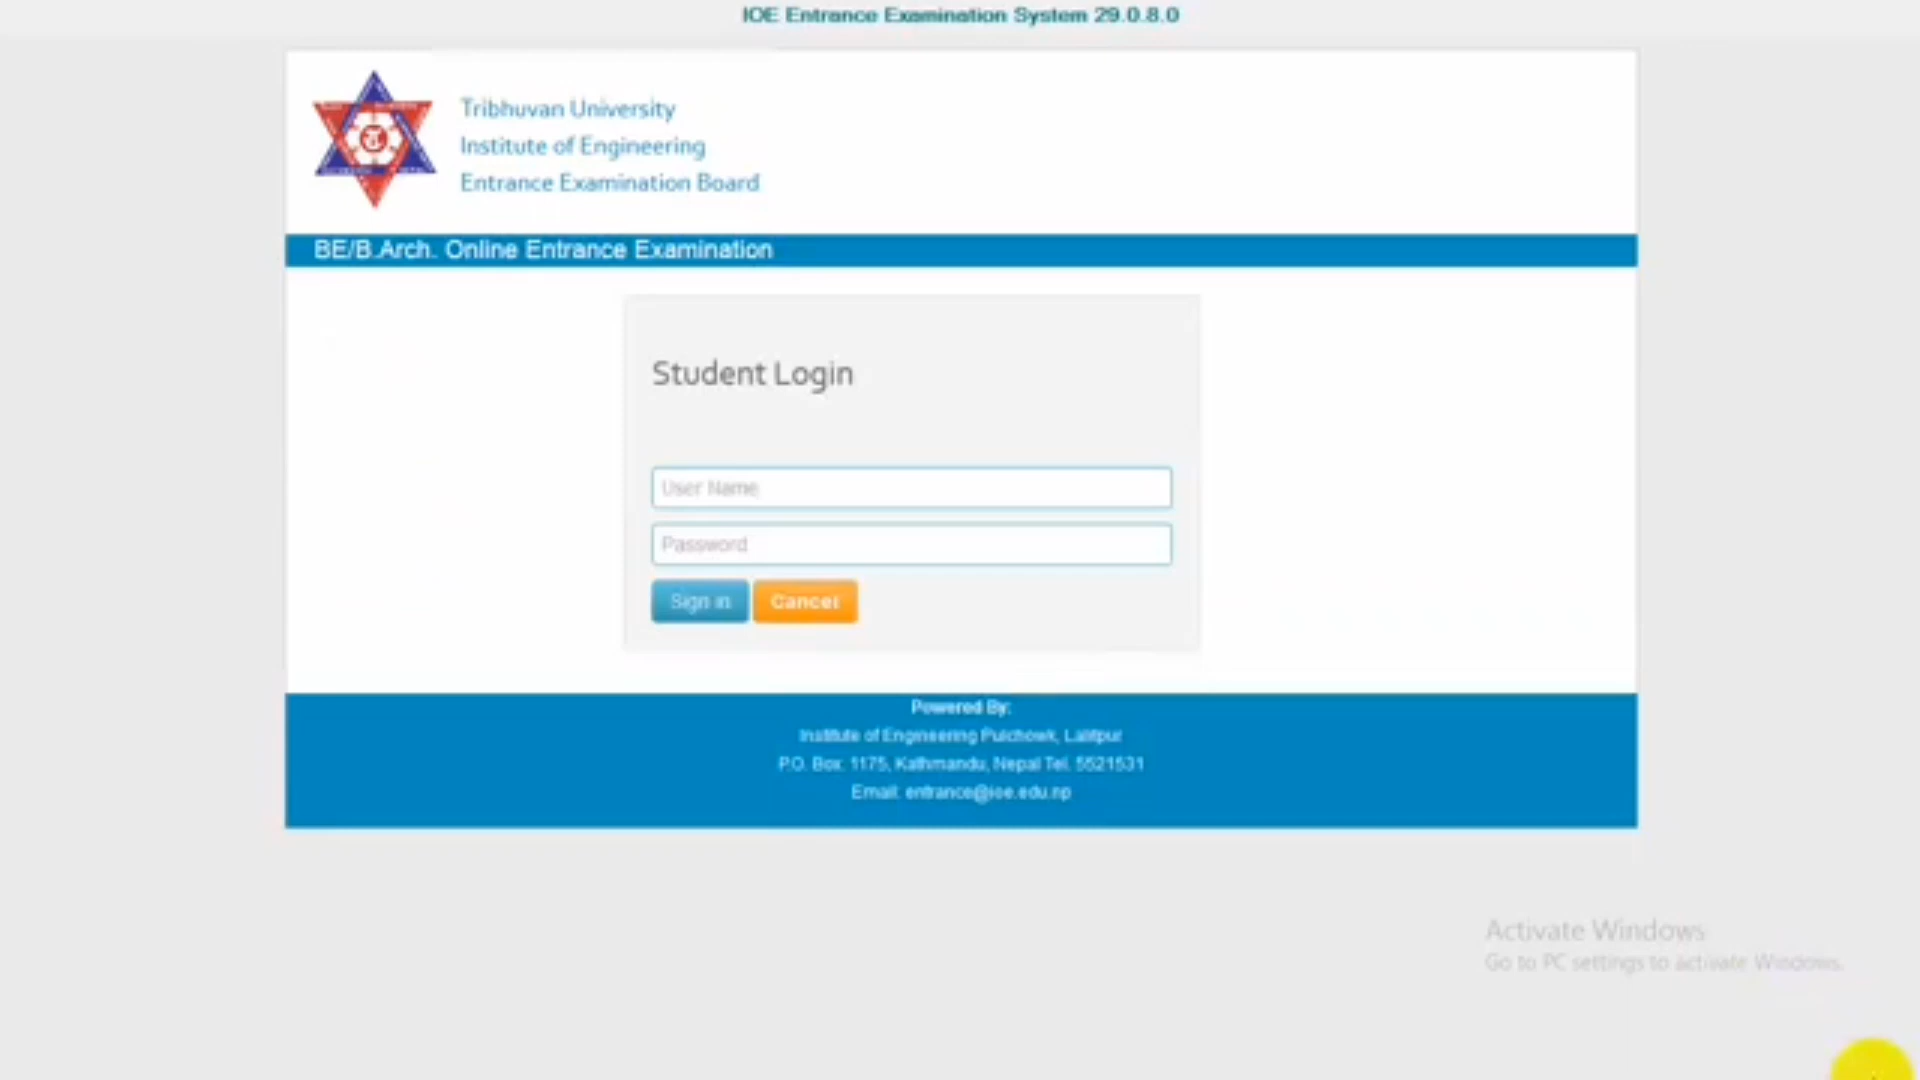 IOE Entrance Examination System 29.0.8.0
Tribhuvan University
Institute of Engineering
Entrance Examination Board
BE/B.Arch. Online Entrance Examination
Student Login
User Name
Password
Sign in Cancel
Powered By:
Institute of Engineering Pulchowk, Lalitpur
P.O. Box: 1175, Kathmandu, Nepal Tel. 5521531
Email: entrance@ioe.edu.np
Activate Windows
Go to PC settings to activate Windows.